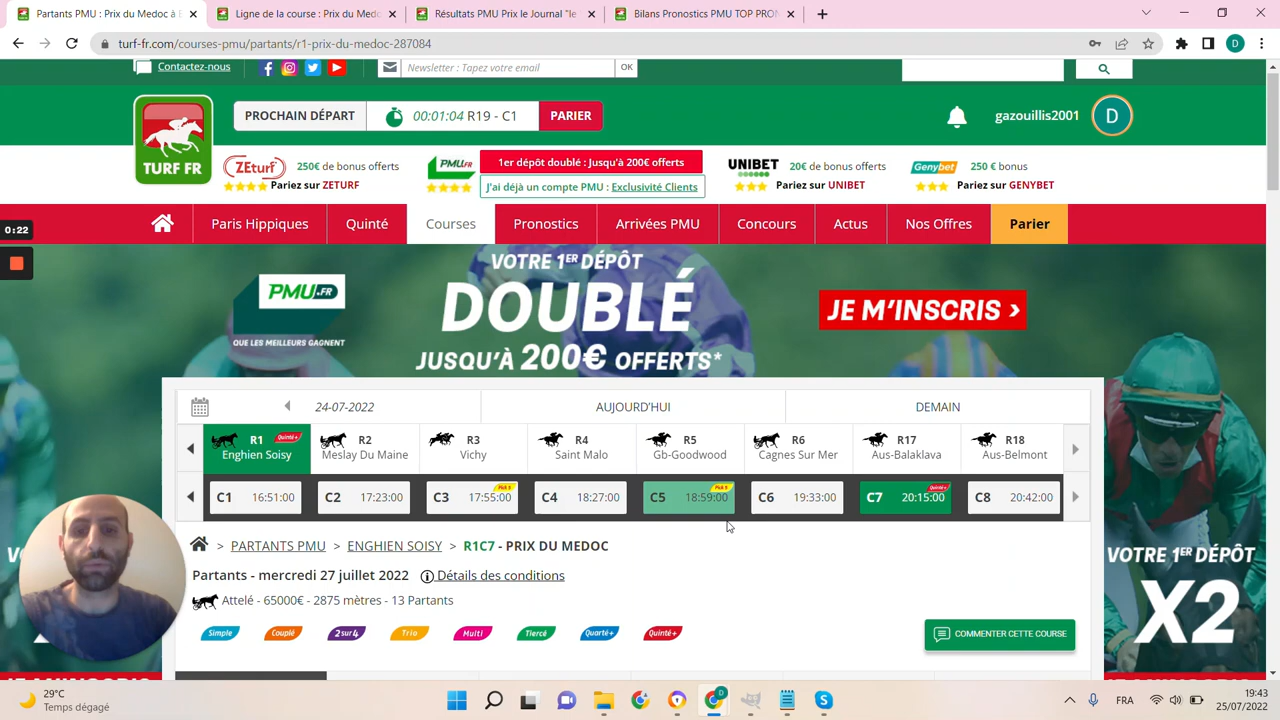 Partants PMU : Prix du Medoc à E
Ligne de la course : Prix du Med
Résultats PMU Prix le Journal "le
Bilans Pronostics PMU TOP PRON
turf-fr.com/courses-pmu/partants/r1-prix-du-medoc-287084
D
Contactez-nous
Newsletter : Tapez votre email
OK
TURF FR
PROCHAIN DÉPART
00:01:04 R19 - C1
PARIER
gazouillis2001
D
ZEturf
250€ de bonus offerts
Pariez sur ZETURF
PMU.FR
1er dépôt doublé : Jusqu'à 200€ offerts
J'ai déjà un compte PMU : Exclusivité Clients
UNIBET
20€ de bonus offerts
Pariez sur UNIBET
Genybet
250 € bonus
Pariez sur GENYBET
0:22
Paris Hippiques
Quinté
Courses
Pronostics
Arrivées PMU
Concours
Actus
Nos Offres
Parier
PMU.FR
QUE LES MEILLEURS GAGNENT
VOTRE 1ER DÉPÔT
DOUBLÉ
JUSQU'À 200€ OFFERTS*
JE M'INSCRIS >
24-07-2022
AUJOURD'HUI
DEMAIN
R1 Quinté+
Enghien Soisy
R2
Meslay Du Maine
R3
Vichy
R4
Saint Malo
R5
Gb-Goodwood
R6
Cagnes Sur Mer
R17
Aus-Balaklava
R18
Aus-Belmont
C1 16:51:00
C2 17:23:00
C3 17:55:00 Pick 5
C4 18:27:00
C5 18:59:00 Pick 5
C6 19:33:00
C7 20:15:00 Quinté+
C8 20:42:00
> PARTANTS PMU > ENGHIEN SOISY > R1C7 - PRIX DU MEDOC
Partants - mercredi 27 juillet 2022 Détails des conditions
Attelé - 65000€ - 2875 mètres - 13 Partants
Simple
Couplé
2 sur 4
Trio
Multi
Tiercé
Quarté+
Quinté+
COMMENTER CETTE COURSE
VOTRE 1ER DÉPÔT
X2
29°C
Temps dégagé
FRA
19:43
25/07/2022